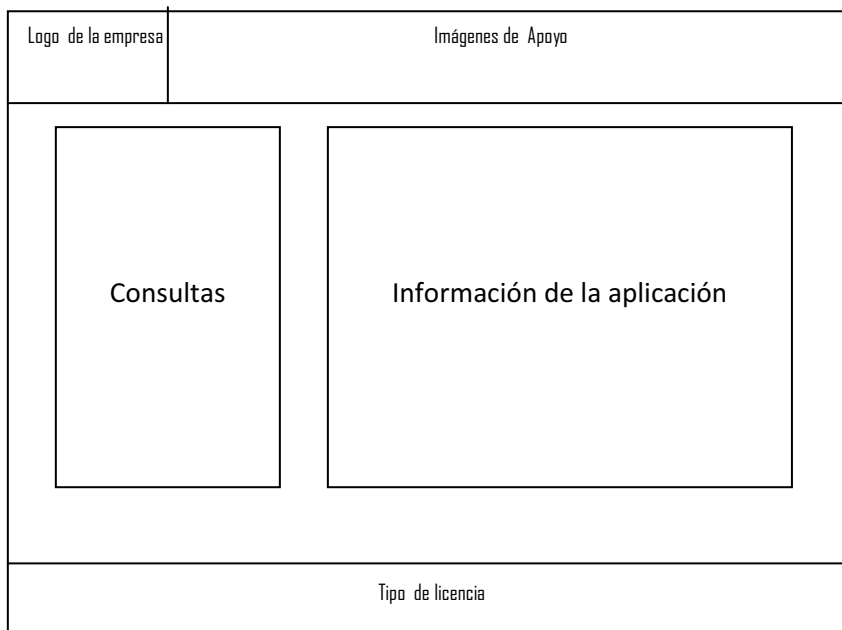 Logo de la empresa
Imágenes de Apoyo
Consultas
Información de la aplicación
Tipo de licencia